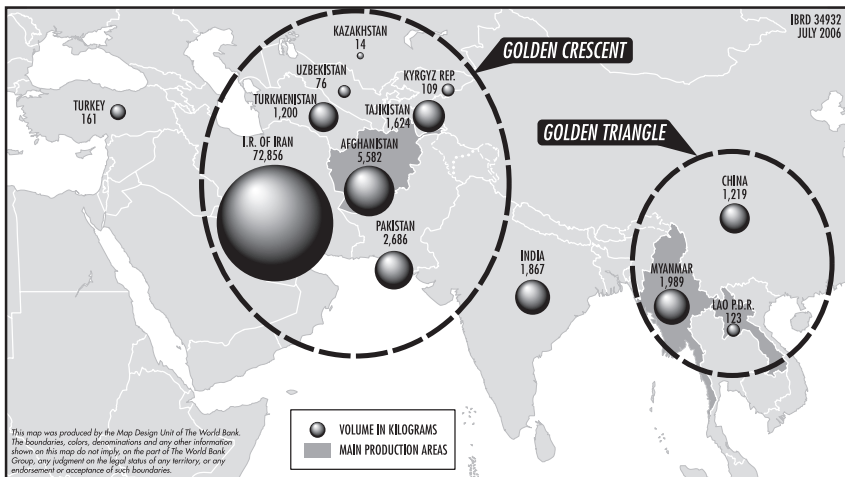 IBRD 34932
JULY 2006
GOLDEN CRESCENT
KAZAKHSTAN
14
UZBEKISTAN
76
KYRGYZ REP.
109
TURKEY
161
TURKMENISTAN
1,200
TAJIKISTAN
1,624
I.R. OF IRAN
72,856
AFGHANISTAN
5,582
PAKISTAN
2,686
INDIA
1,867
GOLDEN TRIANGLE
CHINA
1,219
MYANMAR
1,989
LAO P.D.R.
123
VOLUME IN KILOGRAMS
MAIN PRODUCTION AREAS
This map was produced by the Map Design Unit of The World Bank.
The boundaries, colors, denominations and any other information
shown on this map do not imply, on the part of The World Bank
Group, any judgment on the legal status of any territory, or any
endorsement or acceptance of such boundaries.